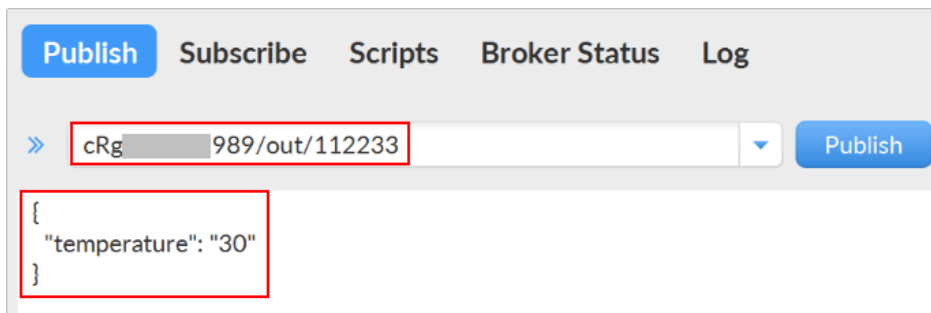 Publish Subscribe Scripts Broker Status Log
cRg 989/out/112233 Publish
{
"temperature": "30"
}